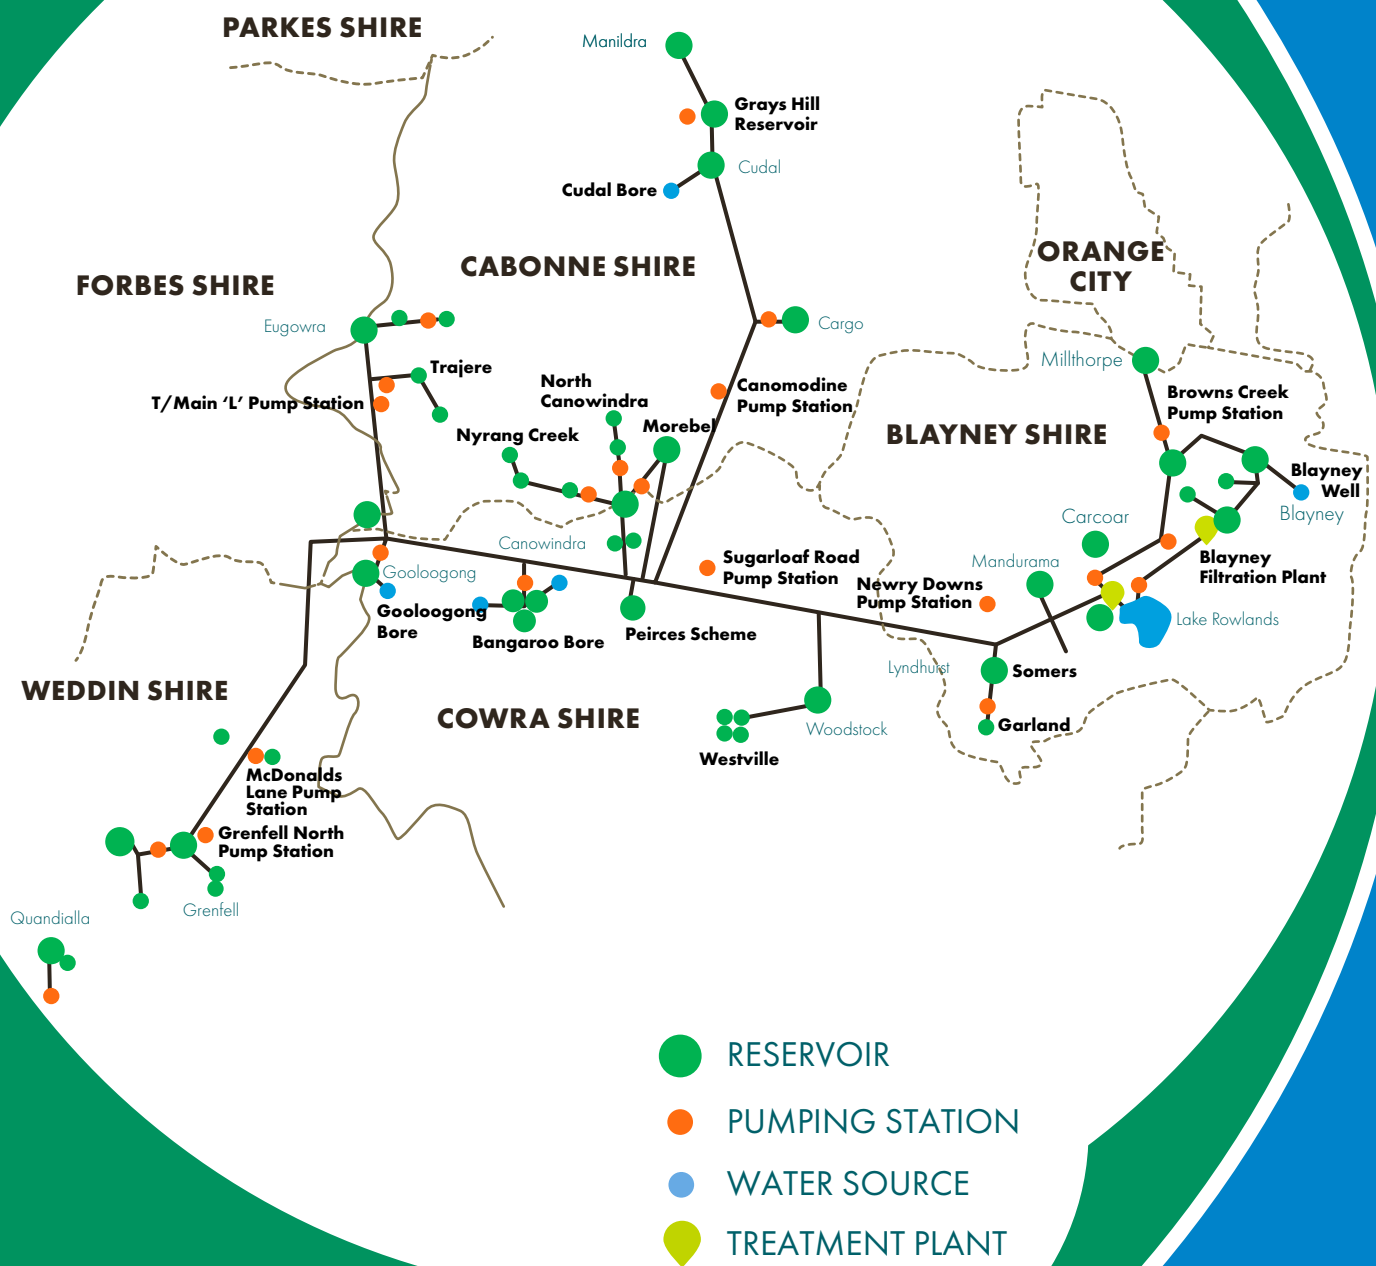 PARKES SHIRE
Manildra
Grays Hill
Reservoir
Cudal
Cudal Bore
ORANGE
CITY
CABONNE SHIRE
FORBES SHIRE
Eugowra
Cargo
Millthorpe
Trajere
T/Main ‘L’ Pump Station
North
Canowindra
Canomodine
Pump Station
Browns Creek
Pump Station
Nyrang Creek
Morebel
BLAYNEY SHIRE
Blayney
Well
Blayney
Carcoar
Canowindra
Sugarloaf Road
Pump Station
Mandurama
Blayney
Filtration Plant
Gooloogong
Newry Downs
Pump Station
Gooloogong
Bore
Bangaroo Bore
Peirces Scheme
Lake Rowlands
Lyndhurst
Somers
WEDDIN SHIRE
COWRA SHIRE
Woodstock
Garland
Westville
McDonalds
Lane Pump
Station
Grenfell North
Pump Station
Grenfell
Quandialla
RESERVOIR
PUMPING STATION
WATER SOURCE
TREATMENT PLANT